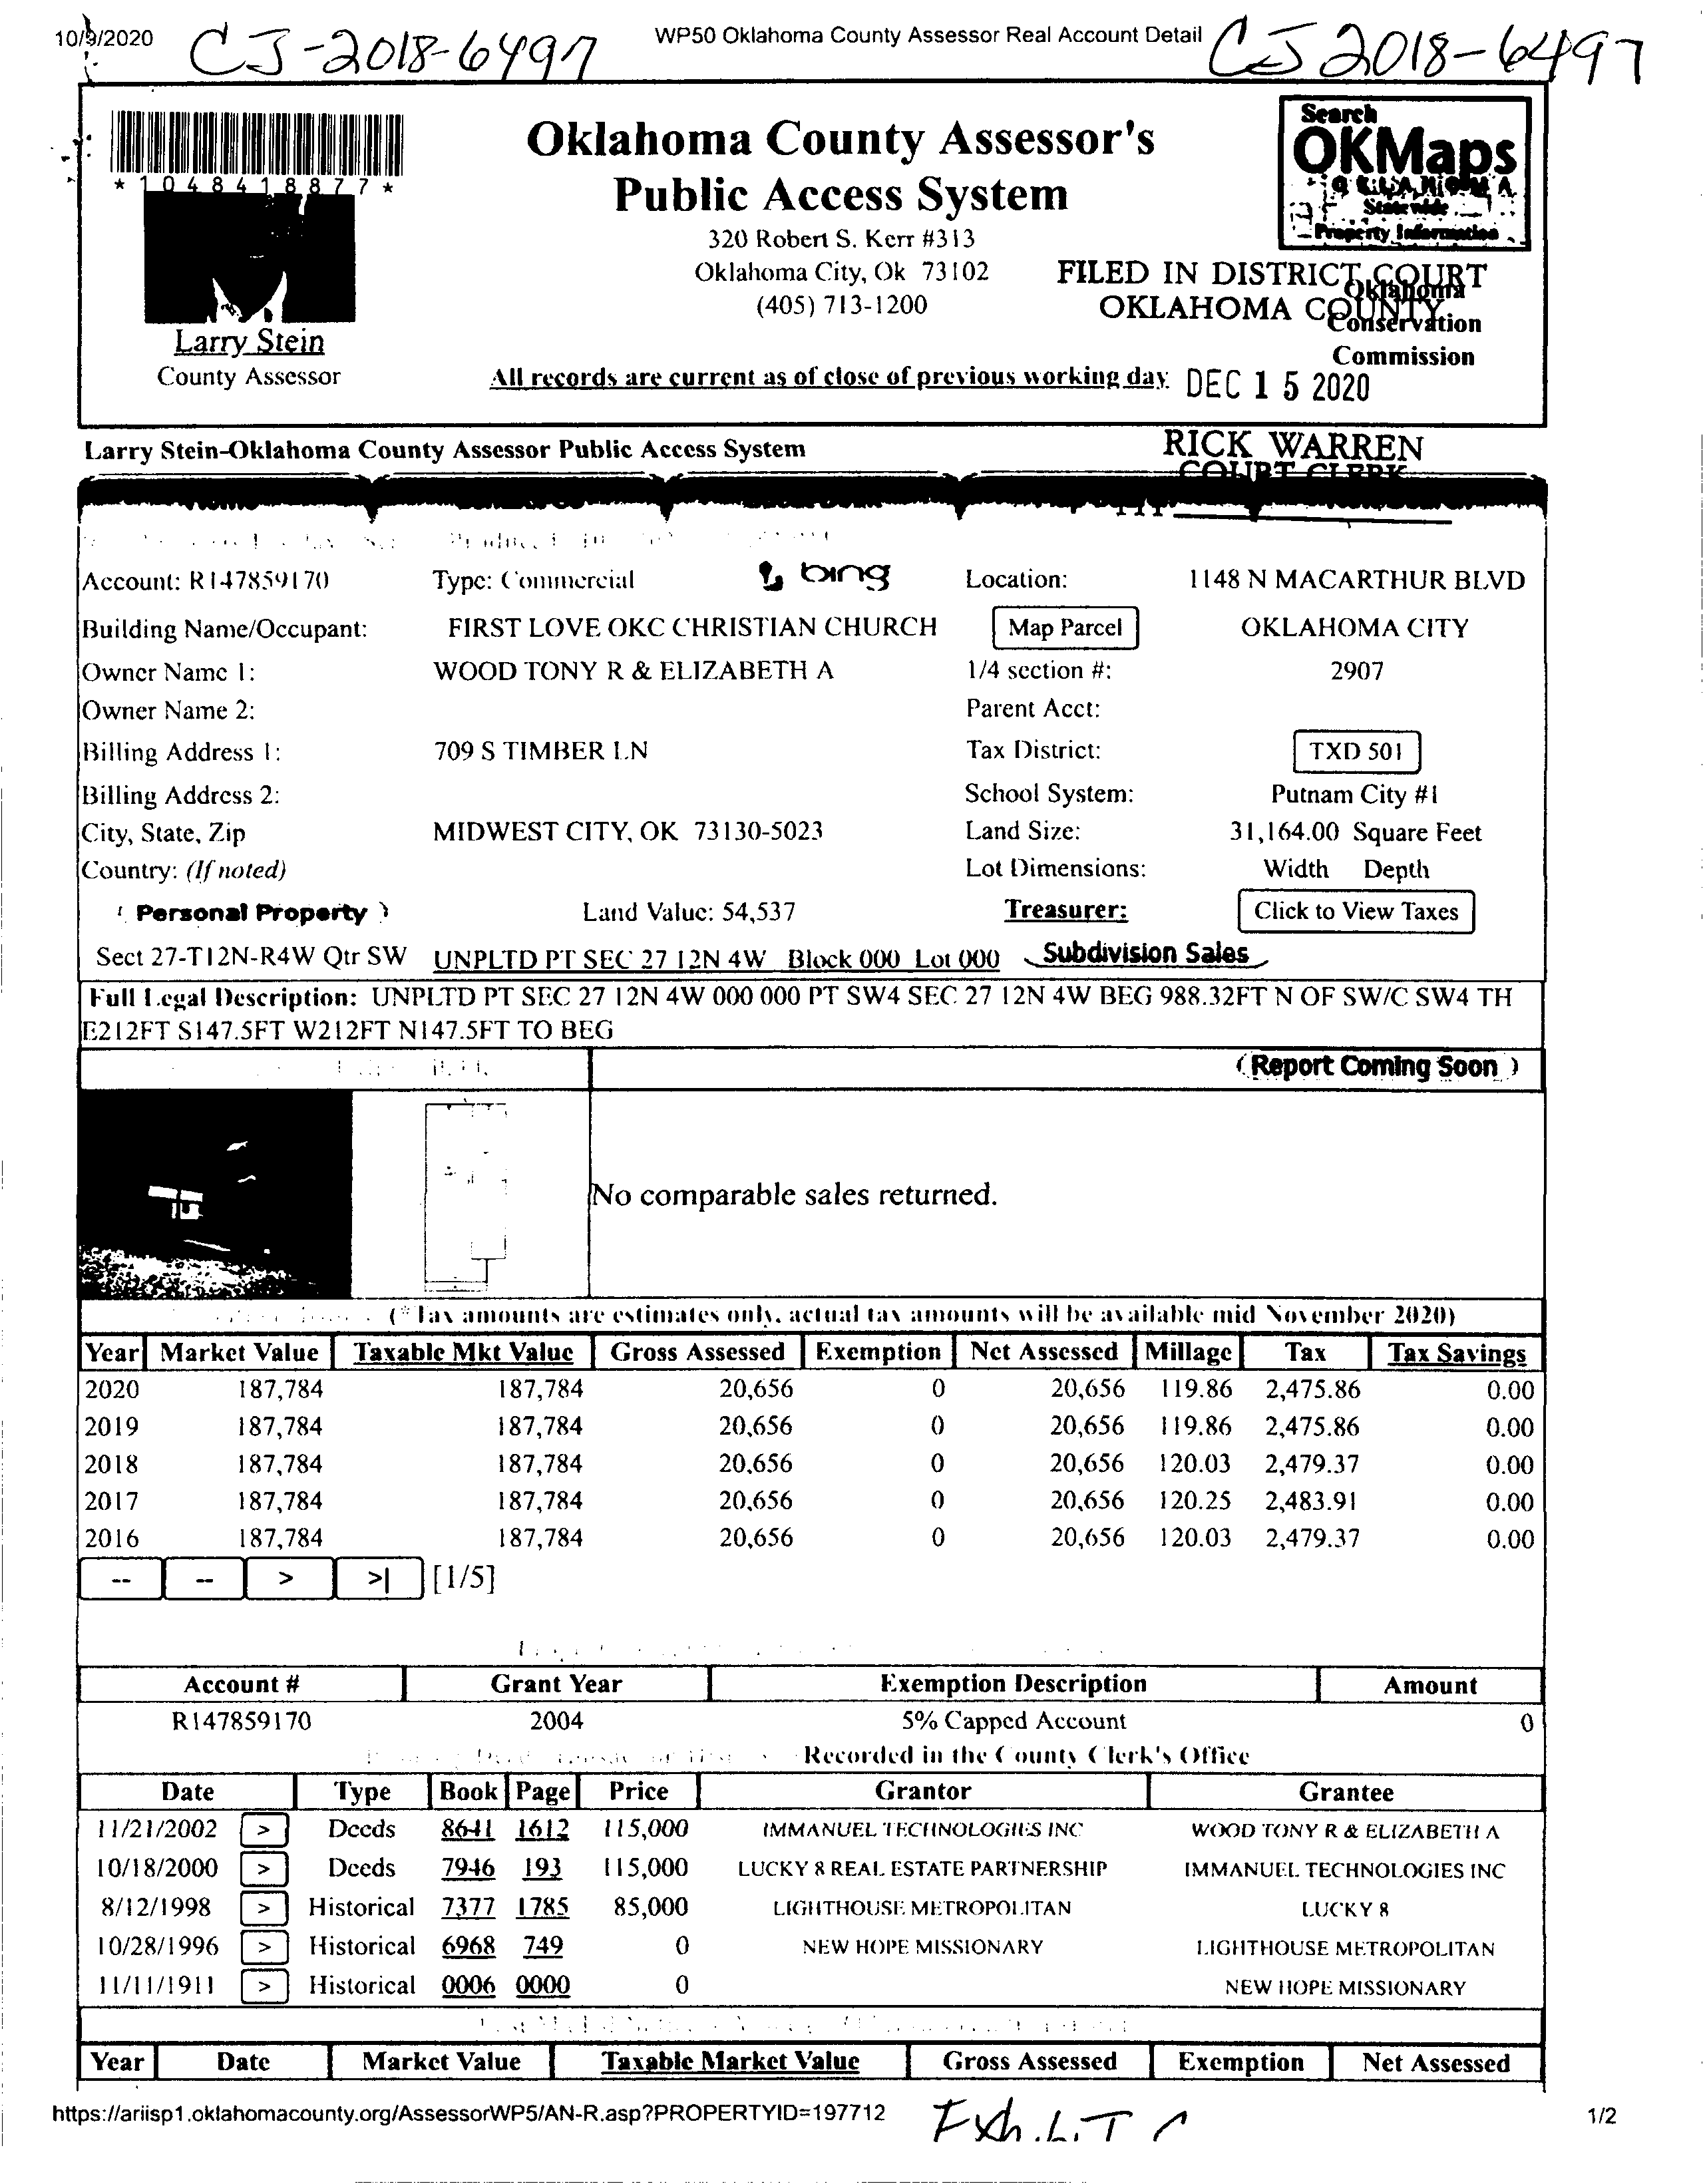 10/9/2020
WP50 Oklahoma County Assessor Real Account Detail
CJ-2018-6497
CJ 2018-6497
*1048418877*
Larry Stein
County Assessor
Oklahoma County Assessor's
Public Access System
320 Robert S. Kerr #313
Oklahoma City, Ok 73102
(405) 713-1200
All records are current as of close of previous working day
Search
OKMaps
OKLAHOMA
Statewide
Property Information
Oklahoma
Conservation
Commission
FILED IN DISTRICT COURT
OKLAHOMA COUNTY
DEC 15 2020
RICK WARREN
COURT CLERK
Larry Stein-Oklahoma County Assessor Public Access System
Account: R147859170 Type: Commercial bing Location: 1148 N MACARTHUR BLVD
Building Name/Occupant: FIRST LOVE OKC CHRISTIAN CHURCH Map Parcel OKLAHOMA CITY
Owner Name 1: WOOD TONY R & ELIZABETH A 1/4 section #: 2907
Owner Name 2: Parent Acct:
Billing Address 1: 709 S TIMBER LN Tax District: TXD 501
Billing Address 2: School System: Putnam City #1
City, State, Zip MIDWEST CITY, OK 73130-5023 Land Size: 31,164.00 Square Feet
Country: (If noted) Lot Dimensions: Width Depth
Personal Property Land Value: 54,537 Treasurer: Click to View Taxes
Sect 27-T12N-R4W Qtr SW UNPLTD PT SEC 27 12N 4W Block 000 Lot 000 Subdivision Sales
Full Legal Description: UNPLTD PT SEC 27 12N 4W 000 000 PT SW4 SEC 27 12N 4W BEG 988.32FT N OF SW/C SW4 TH
E212FT S147.5FT W212FT N147.5FT TO BEG
(Report Coming Soon)
No comparable sales returned.
(*Tax amounts are estimates only, actual tax amounts will be available mid November 2020)
Year Market Value Taxable Mkt Value Gross Assessed Exemption Net Assessed Millage Tax Tax Savings
2020 187,784 187,784 20,656 0 20,656 119.86 2,475.86 0.00
2019 187,784 187,784 20,656 0 20,656 119.86 2,475.86 0.00
2018 187,784 187,784 20,656 0 20,656 120.03 2,479.37 0.00
2017 187,784 187,784 20,656 0 20,656 120.25 2,483.91 0.00
2016 187,784 187,784 20,656 0 20,656 120.03 2,479.37 0.00
-- -- > >| [1/5]
Account # Grant Year Exemption Description Amount
R147859170 2004 5% Capped Account 0
Recorded in the County Clerk's Office
Date Type Book Page Price Grantor Grantee
11/21/2002 > Deeds 8641 1612 115,000 IMMANUEL TECHNOLOGIES INC WOOD TONY R & ELIZABETH A
10/18/2000 > Deeds 7946 193 115,000 LUCKY 8 REAL ESTATE PARTNERSHIP IMMANUEL TECHNOLOGIES INC
8/12/1998 > Historical 7377 1785 85,000 LIGHTHOUSE METROPOLITAN LUCKY 8
10/28/1996 > Historical 6968 749 0 NEW HOPE MISSIONARY LIGHTHOUSE METROPOLITAN
11/11/1911 > Historical 0006 0000 0 NEW HOPE MISSIONARY
Year Date Market Value Taxable Market Value Gross Assessed Exemption Net Assessed
https://ariisp1.oklahomacounty.org/AssessorWP5/AN-R.asp?PROPERTYID=197712
Exh.b.T
1/2